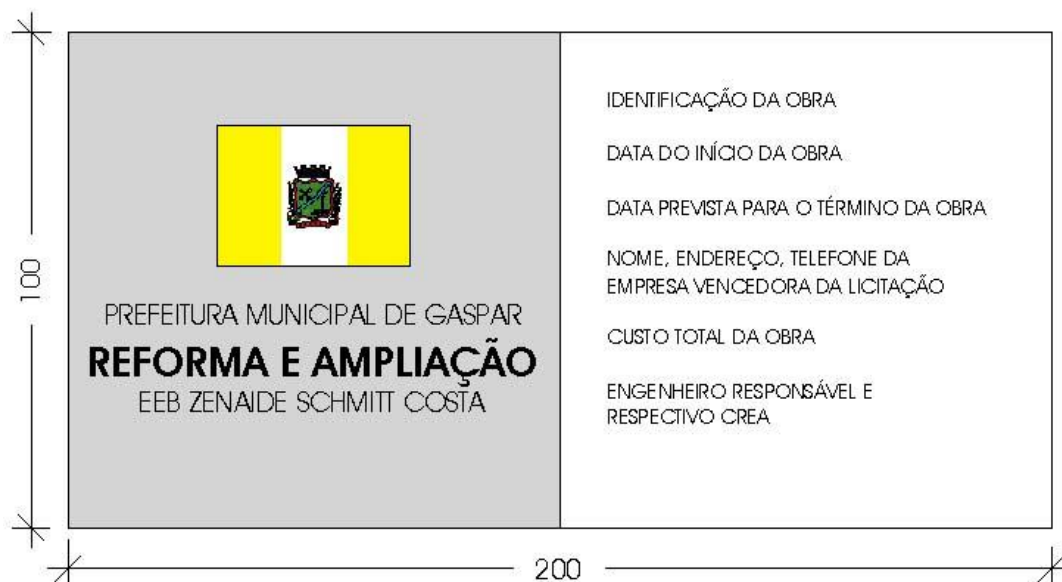 100
PREFEITURA MUNICIPAL DE GASPAR
REFORMA E AMPLIAÇÃO
EEB ZENAIDE SCHMITT COSTA
IDENTIFICAÇÃO DA OBRA
DATA DO INÍCIO DA OBRA
DATA PREVISTA PARA O TÉRMINO DA OBRA
NOME, ENDEREÇO, TELEFONE DA
EMPRESA VENCEDORA DA LICITAÇÃO
CUSTO TOTAL DA OBRA
ENGENHEIRO RESPONSÁVEL E
RESPECTIVO CREA
200